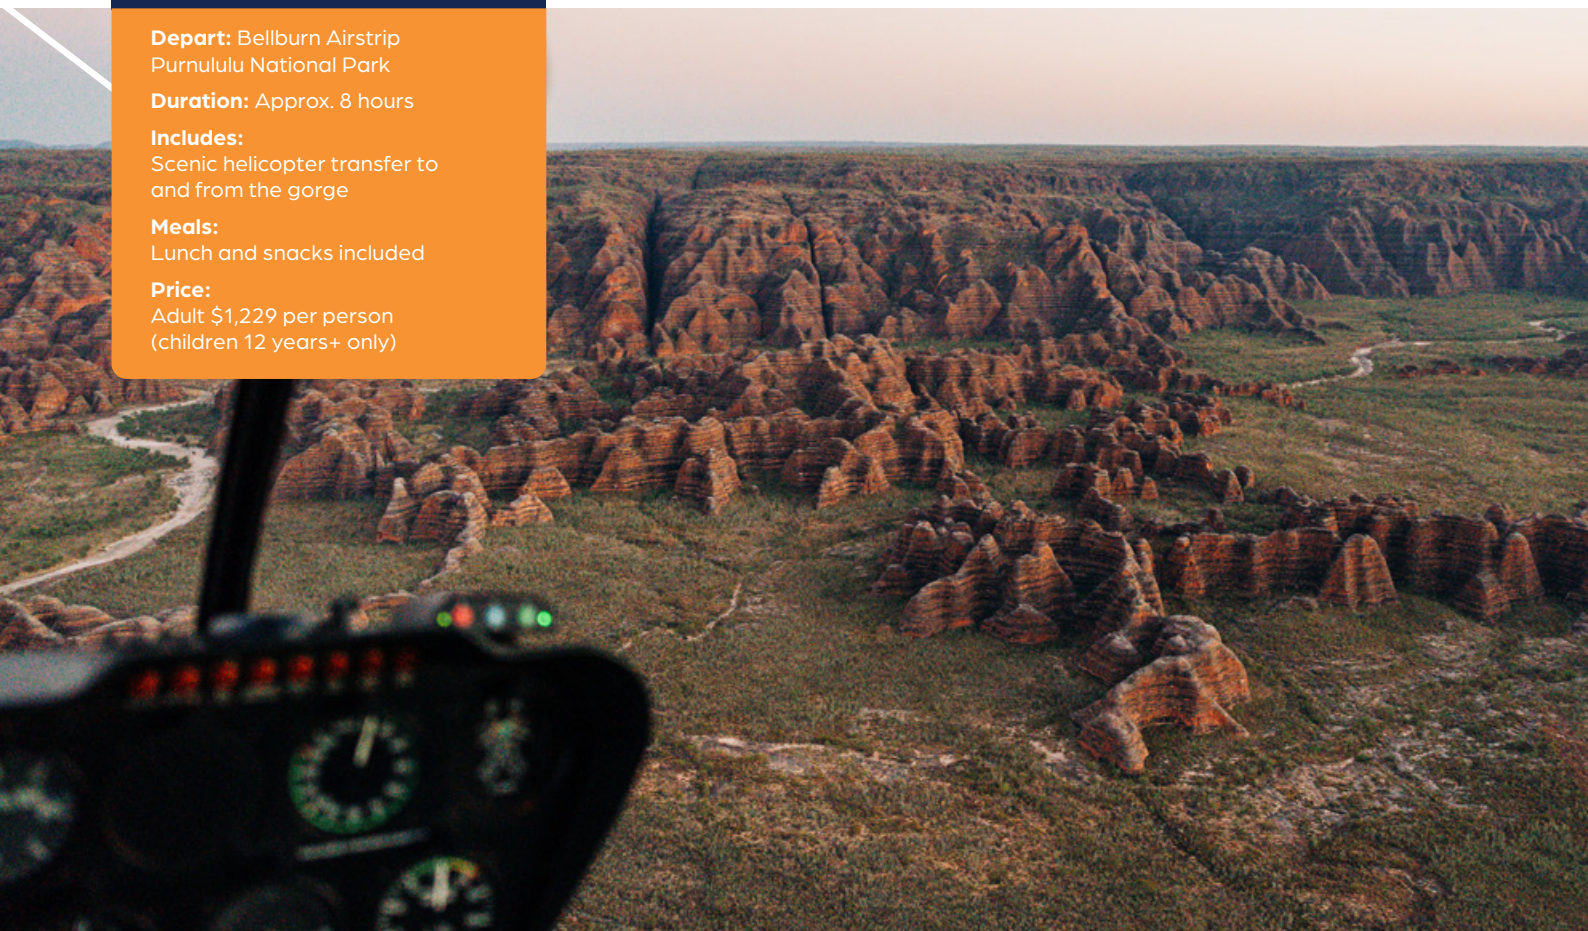 Depart: Bellburn Airstrip
Purnululu National Park
Duration: Approx. 8 hours
Includes:
Scenic helicopter transfer to
and from the gorge
Meals:
Lunch and snacks included
Price:
Adult $1,229 per person
(children 12 years+ only)